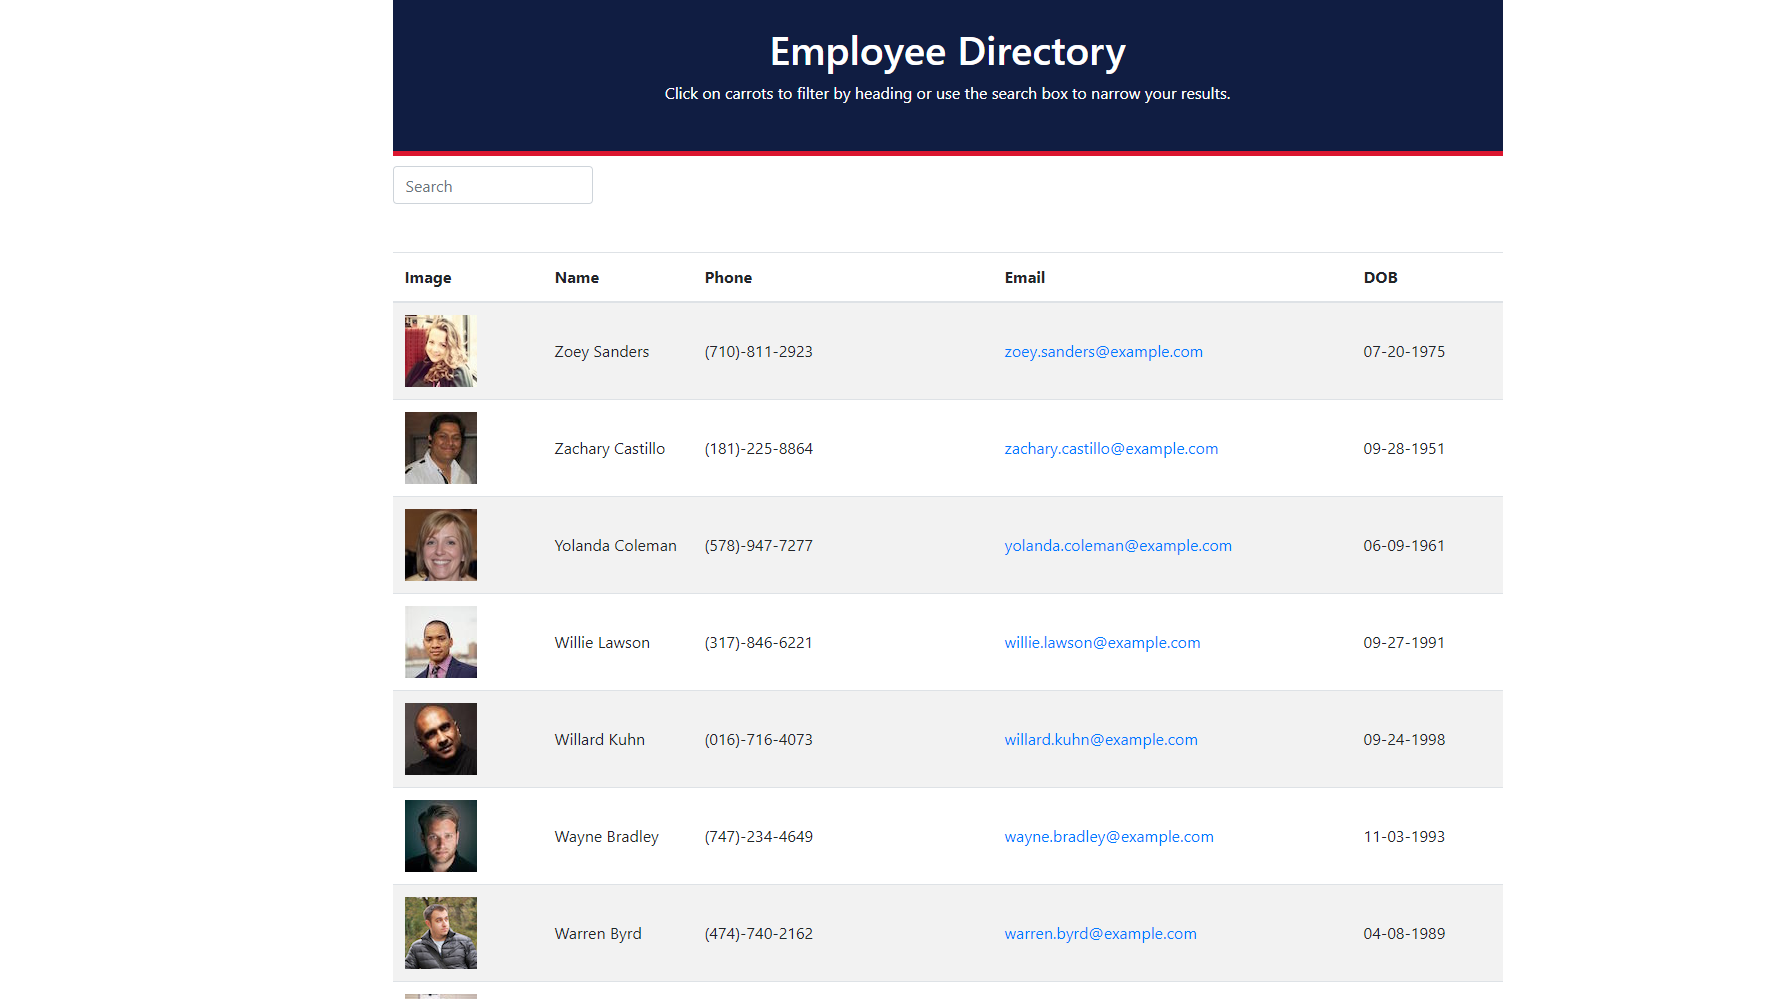 Employee Directory
Click on carrots to filter by heading or use the search box to narrow your results.
Search
Image Name Phone Email DOB
Zoey Sanders (710)-811-2923 zoey.sanders@example.com 07-20-1975
Zachary Castillo (181)-225-8864 zachary.castillo@example.com 09-28-1951
Yolanda Coleman (578)-947-7277 yolanda.coleman@example.com 06-09-1961
Willie Lawson (317)-846-6221 willie.lawson@example.com 09-27-1991
Willard Kuhn (016)-716-4073 willard.kuhn@example.com 09-24-1998
Wayne Bradley (747)-234-4649 wayne.bradley@example.com 11-03-1993
Warren Byrd (474)-740-2162 warren.byrd@example.com 04-08-1989